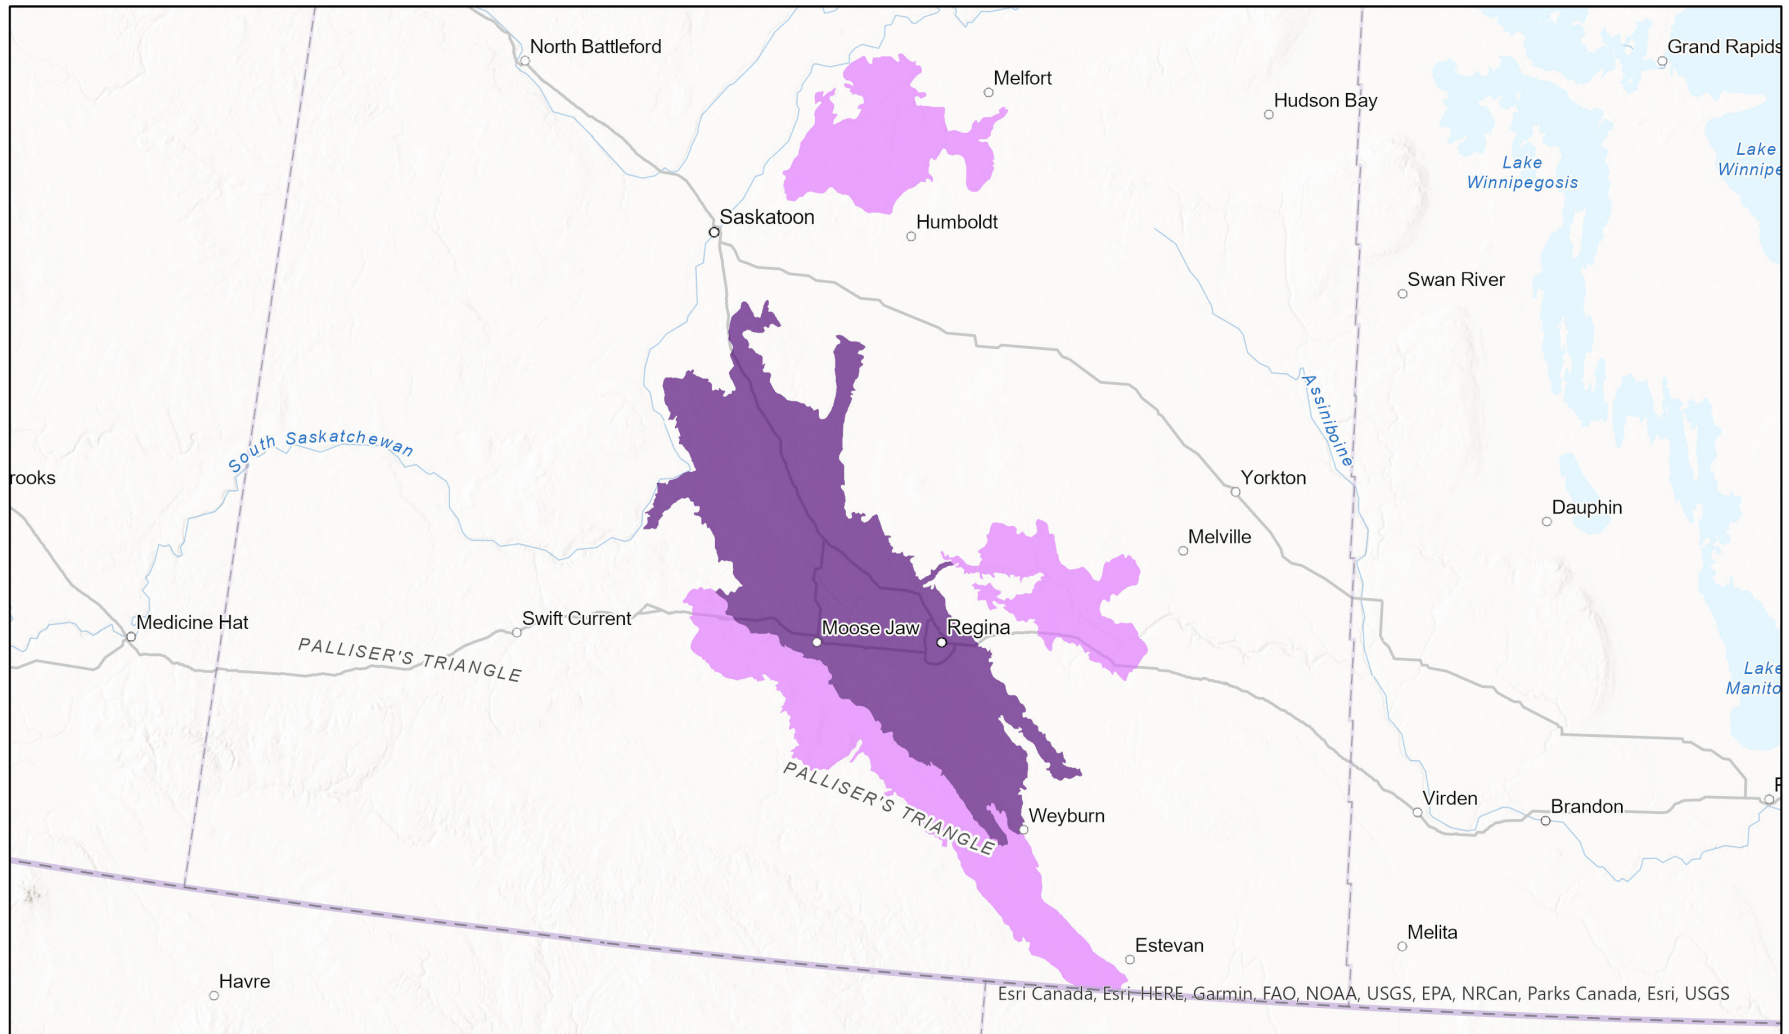 North Battleford
Grand Rapids
Melfort
Hudson Bay
Lake
Winnipe
Lake
Winnipegosis
Saskatoon
Humboldt
Swan River
Assiniboine
South Saskatchewan
rooks
Yorkton
Dauphin
Melville
Medicine Hat
Swift Current
Moose Jaw
Regina
PALLISER'S TRIANGLE
Lake
Manito
PALLISER'S TRIANGLE
Weyburn
Virden
Brandon
Estevan
Melita
Havre
Esri Canada, Esri, HERE, Garmin, FAO, NOAA, USGS, EPA, NRCan, Parks Canada, Esri, USGS